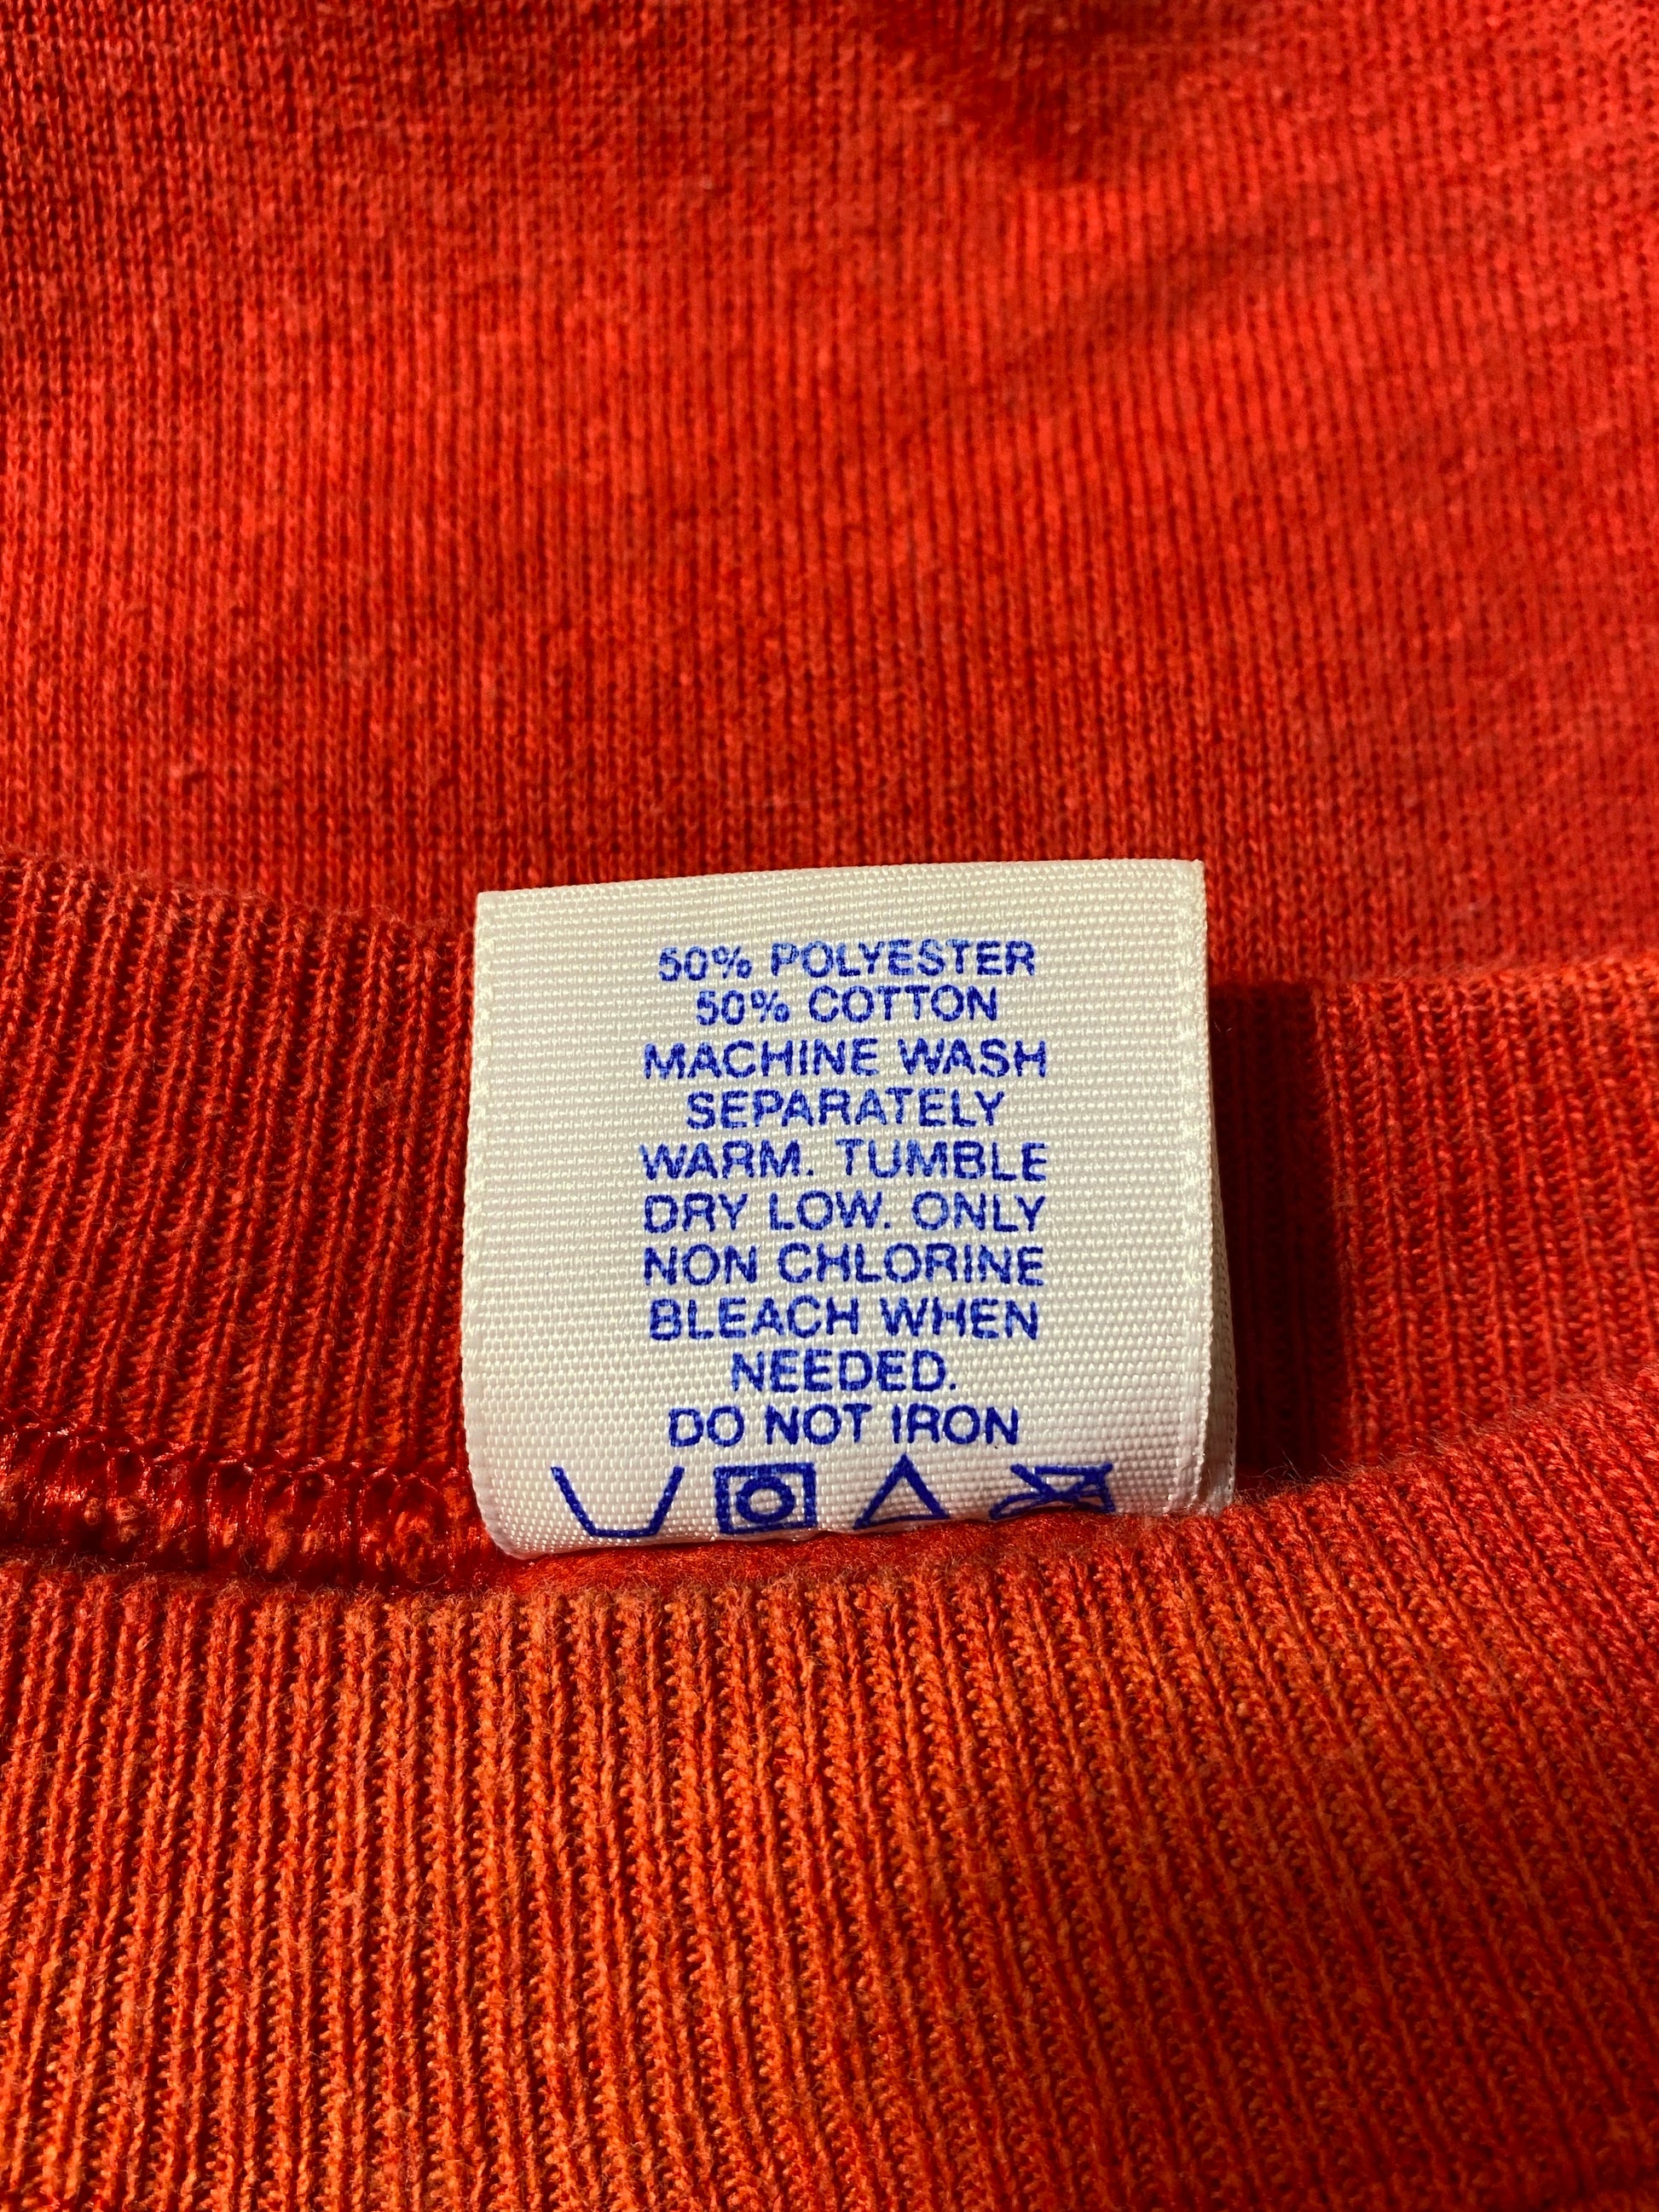 50% POLYESTER
50% COTTON
MACHINE WASH
SEPARATELY
WARM. TUMBLE
DRY LOW. ONLY
NON CHLORINE
BLEACH WHEN
NEEDED.
DO NOT IRON